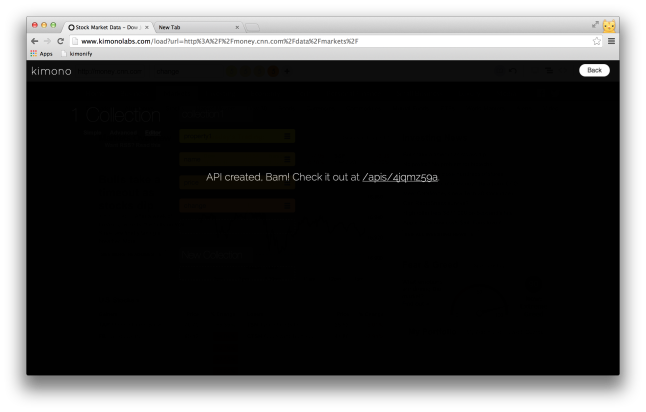 Stock Market Data – Dow
New Tab
www.kimonolabs.com/load?url=http%3A%2F%2Fmoney.cnn.com%2Fdata%2Fmarkets%2F
Apps
kimonify
kimono
Back
1 Collection
API created, Bam! Check it out at /apis/4jqmz59a.